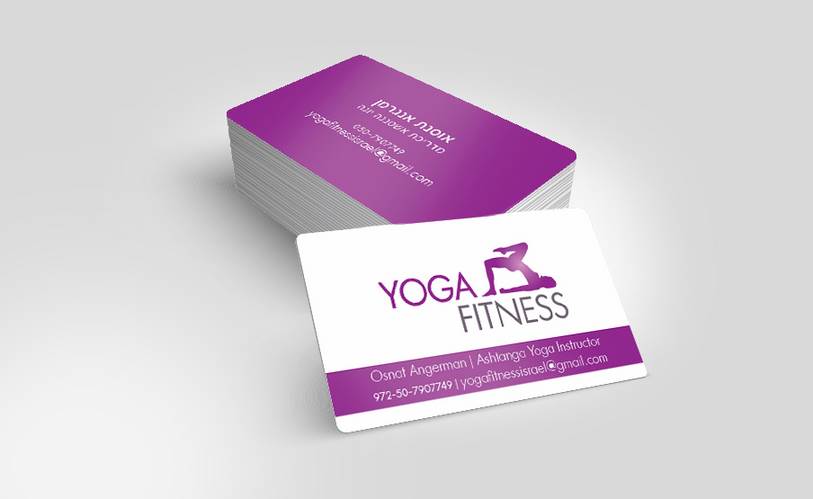 אוסנת אנגרמן
מדריכת אשטנגה יוגה
050-7907749
yogafitnessisrael@gmail.com
YOGA
FITNESS
Osnat Angerman | Ashtanga Yoga Instructor
972-50-7907749 | yogafitnessisrael@gmail.com